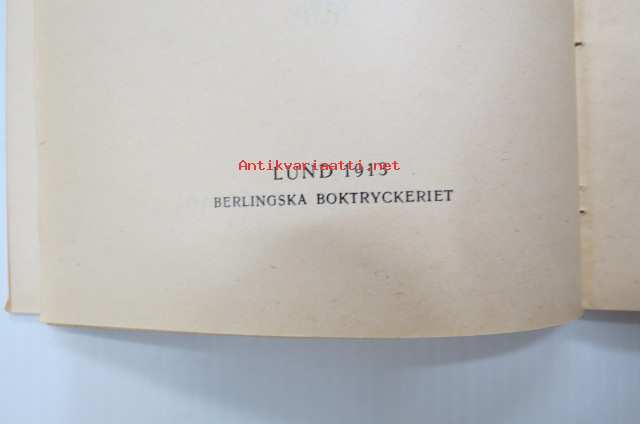 Antikvariaatti.net
LUND 1913
BERLINGSKA BOKTRYCKERIET